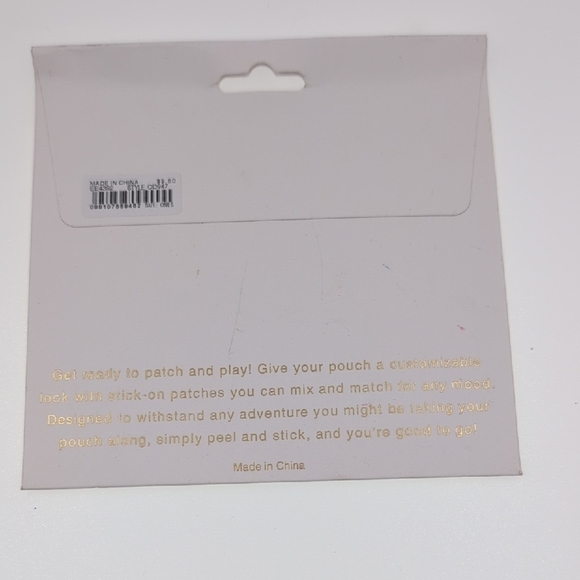 MADE IN CHINA $9.80
STYLE
Get ready to patch and play! Give your pouch a customizable
look with stick-on patches you can mix and match for any mood.
Designed to withstand any adventure you might be taking your
pouch along, simply peel and stick, and you're good to go!
Made in China